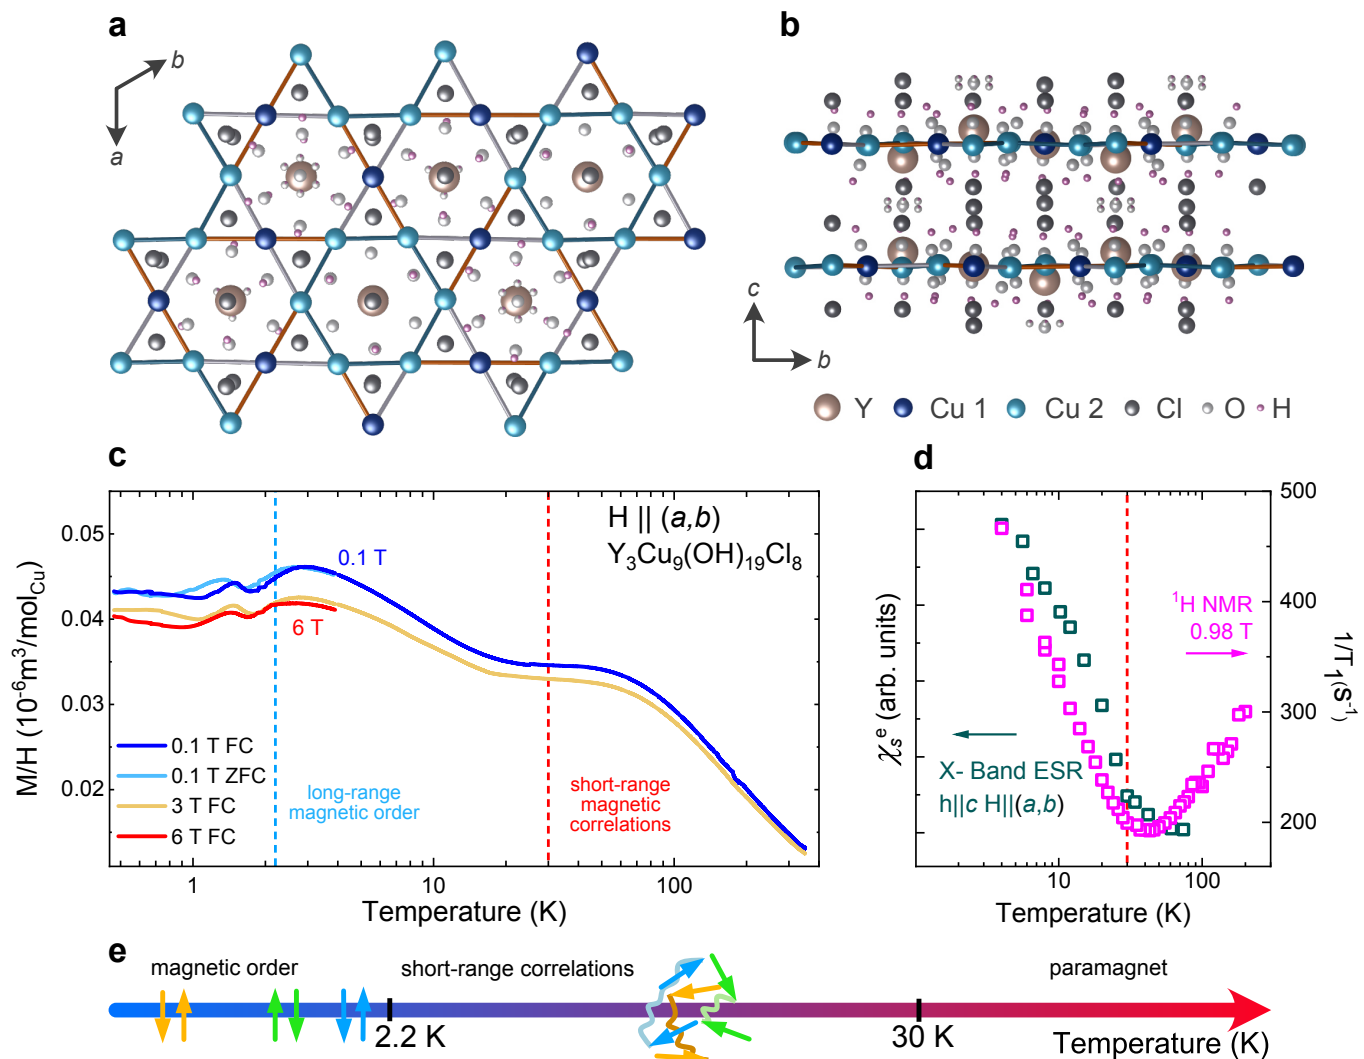 a
b
a
b
c
b
Y
Cu 1
Cu 2
Cl
O
H
c
M/H (10⁻⁶m³/mol_Cu)
0.05
0.04
0.03
0.02
0.1 T
6 T
H || (a,b)
Y₃Cu₉(OH)₁₉Cl₈
0.1 T FC
0.1 T ZFC
3 T FC
6 T FC
long-range
magnetic order
short-range
magnetic
correlations
1
10
100
Temperature (K)
d
χₛᵉ (arb. units)
500
400
300
200
1/T₁(s⁻¹)
¹H NMR
0.98 T
X- Band ESR
h||c H||(a,b)
10
100
Temperature (K)
e
magnetic order
short-range correlations
paramagnet
2.2 K
30 K
Temperature (K)